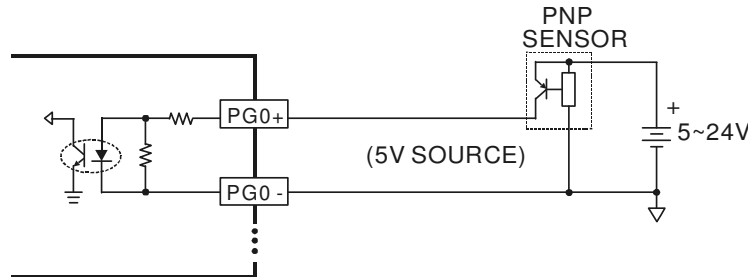 PNP
SENSOR
PG0+
+
5~24V
(5V SOURCE)
PG0 -